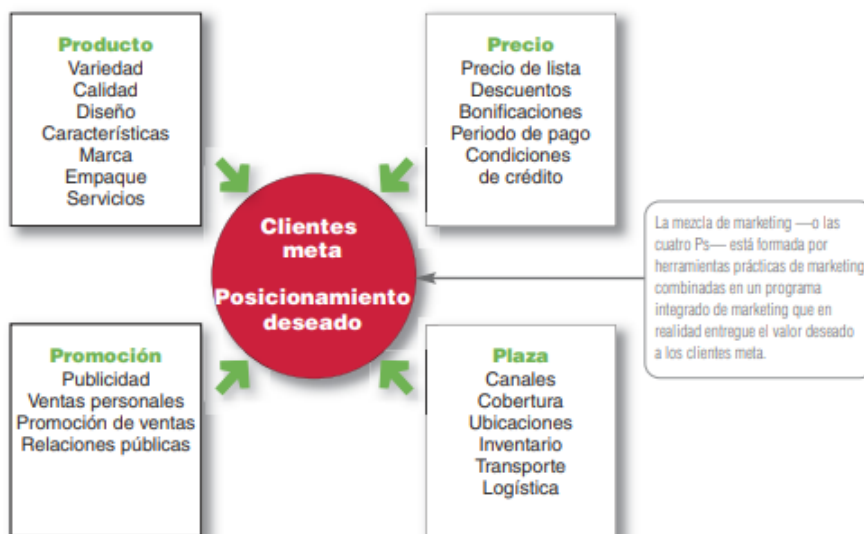 Producto
Variedad
Calidad
Diseño
Características
Marca
Empaque
Servicios
Precio
Precio de lista
Descuentos
Bonificaciones
Periodo de pago
Condiciones
de crédito
Clientes
meta
Posicionamiento
deseado
La mezcla de marketing —o las
cuatro Ps— está formada por
herramientas prácticas de marketing
combinadas en un programa
integrado de marketing que en
realidad entregue el valor deseado
a los clientes meta.
Promoción
Publicidad
Ventas personales
Promoción de ventas
Relaciones públicas
Plaza
Canales
Cobertura
Ubicaciones
Inventario
Transporte
Logística